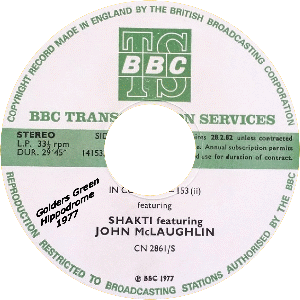 COPYRIGHT RECORD MADE IN ENGLAND BY THE BRITISH BROADCASTING CORPORATION
TS
BBC
BBC TRANS ON SERVICES
STEREO
L.P. 33⅓ rpm
DUR. 29'45"
SID
14153
28.2.82 unless contracted
Annual subscription permits
use for duration of contract.
IN CO 153 (ii)
featuring
SHAKTI featuring
JOHN McLAUGHLIN
CN 2861/S
Golders Green
Hippodrome
1977
℗ BBC 1977
REPRODUCTION RESTRICTED TO BROADCASTING STATIONS AUTHORISED BY THE BBC